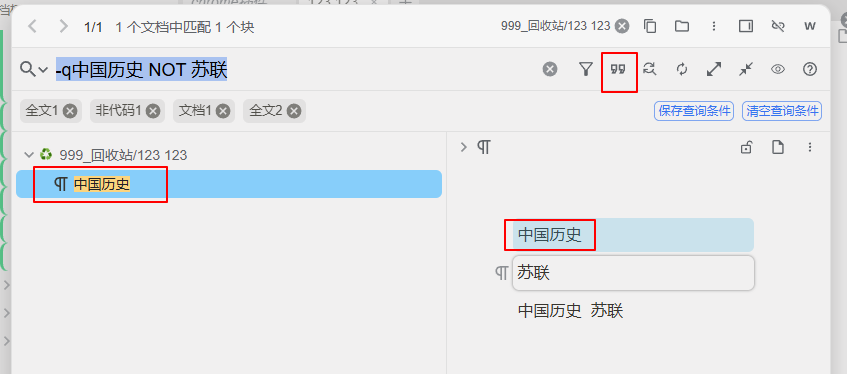 1/1 1 个文档中匹配 1 个块
999_回收站/123 123
W
-q中国历史 NOT 苏联
全文1 非代码1 文档1 全文2 保存查询条件 清空查询条件
999_回收站/123 123
中国历史
中国历史
苏联
中国历史 苏联